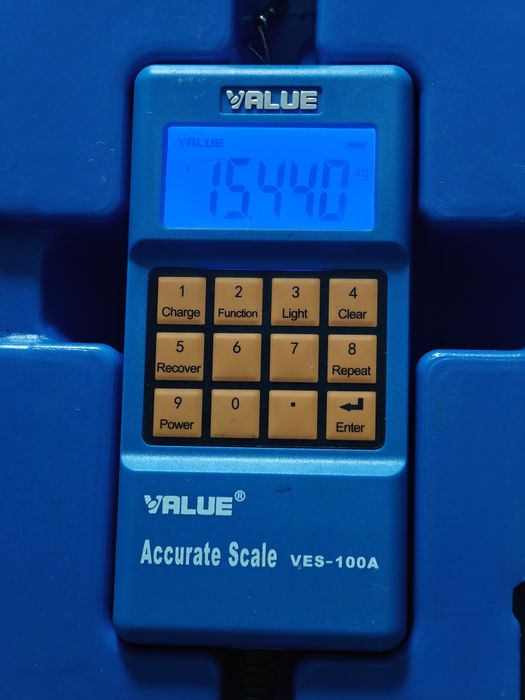 VALUE
VALUE
15.440 kg
1 2 3 4
Charge Function Light Clear
5 6 7 8
Recover Repeat
9 0 . ↵
Power Enter
VALUE®
Accurate Scale VES-100A